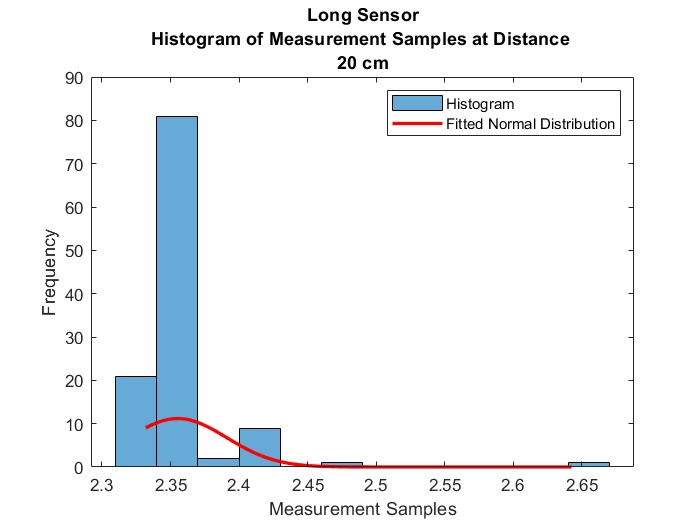 Long Sensor
Histogram of Measurement Samples at Distance
20 cm
Histogram
Fitted Normal Distribution
90
80
70
60
50
40
30
20
10
0
Frequency
2.3 2.35 2.4 2.45 2.5 2.55 2.6 2.65
Measurement Samples